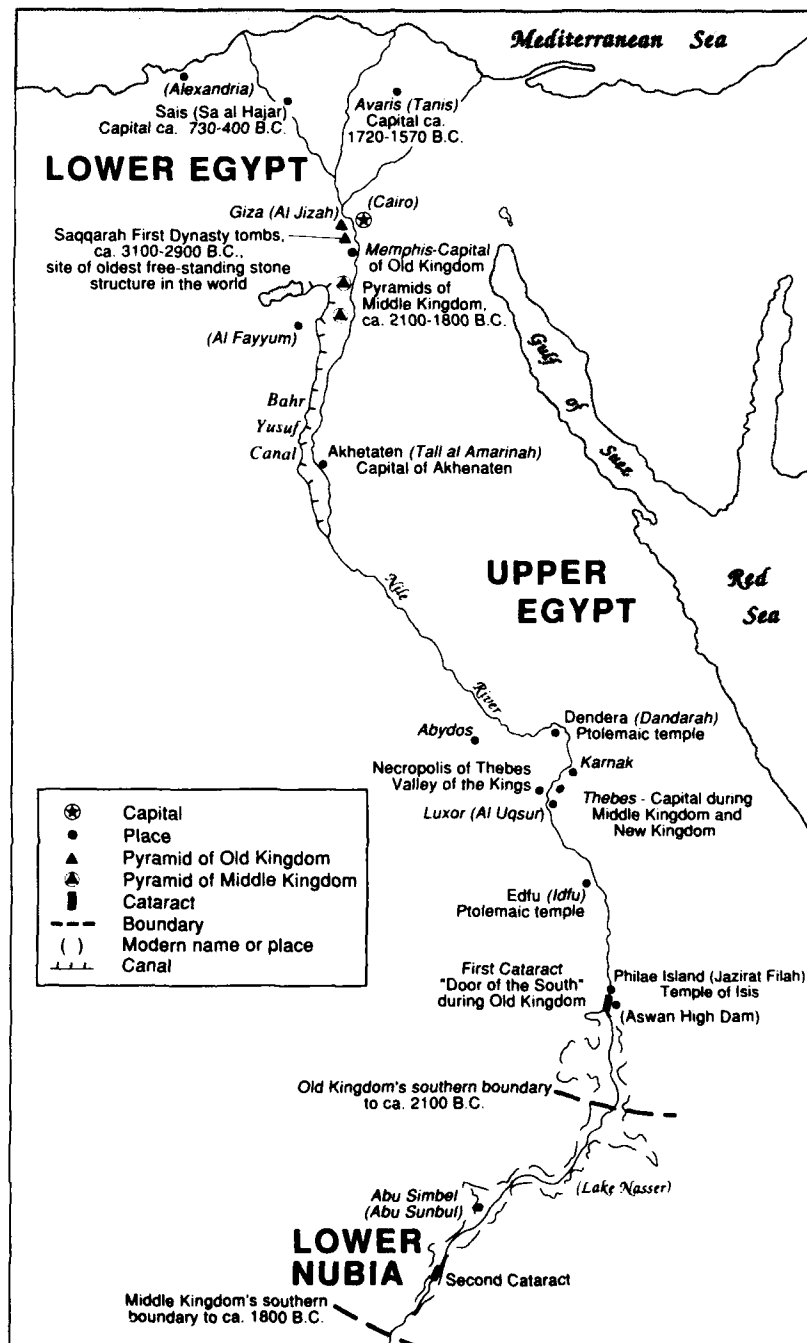 Mediterranean Sea
(Alexandria)
Sais (Sa al Hajar)
Capital ca. 730-400 B.C.
Avaris (Tanis)
Capital ca.
1720-1570 B.C.
LOWER EGYPT
(Cairo)
Giza (Al Jizah)
Saqqarah First Dynasty tombs,
ca. 3100-2900 B.C.,
site of oldest free-standing stone
structure in the world
Memphis-Capital
of Old Kingdom
Pyramids of
Middle Kingdom,
ca. 2100-1800 B.C.
(Al Fayyum)
Gulf
of
Suez
Bahr
Yusuf
Canal
Akhetaten (Tall al Amarinah)
Capital of Akhenaten
Nile
River
UPPER
EGYPT
Red
Sea
Abydos
Dendera (Dandarah)
Ptolemaic temple
Karnak
Necropolis of Thebes
Valley of the Kings
Luxor (Al Uqsur)
Thebes - Capital during
Middle Kingdom and
New Kingdom
Capital
Place
Pyramid of Old Kingdom
Pyramid of Middle Kingdom
Cataract
Boundary
( ) Modern name or place
Canal
Edfu (Idfu)
Ptolemaic temple
First Cataract
"Door of the South"
during Old Kingdom
Philae Island (Jazirat Filah)
Temple of Isis
(Aswan High Dam)
Old Kingdom's southern boundary
to ca. 2100 B.C.
(Lake Nasser)
Abu Simbel
(Abu Sunbul)
LOWER
NUBIA
Second Cataract
Middle Kingdom's southern
boundary to ca. 1800 B.C.